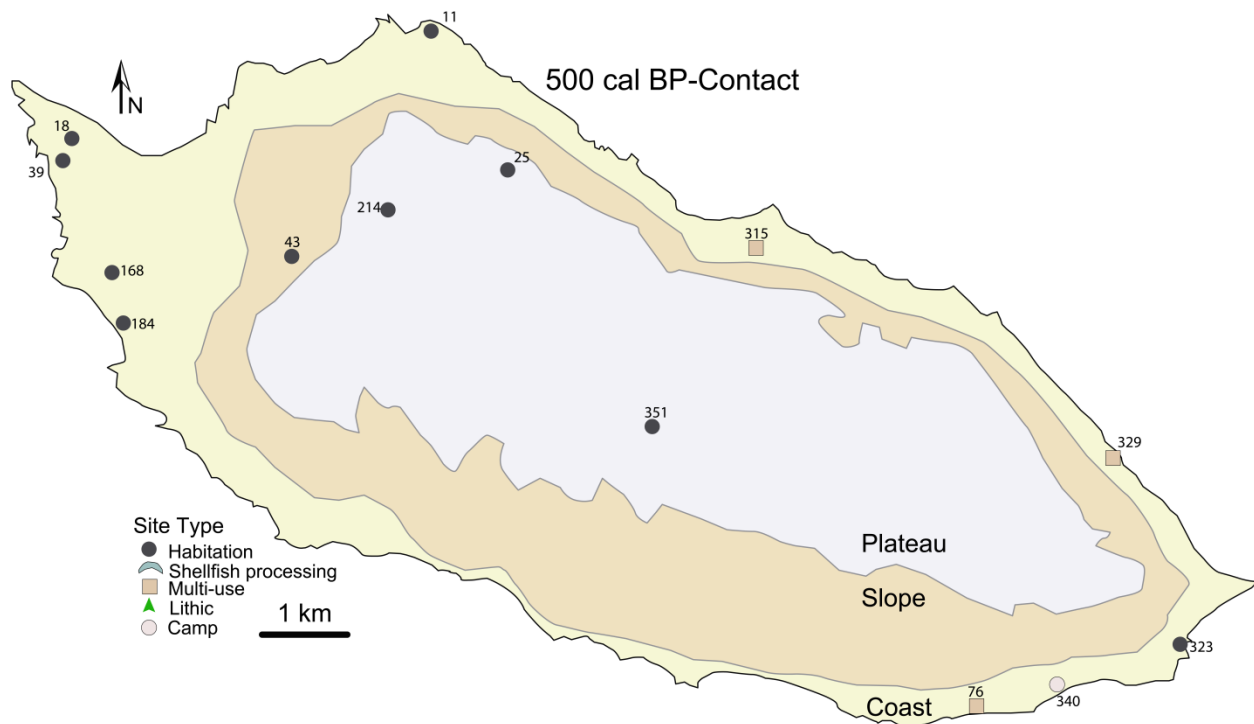 11
500 cal BP-Contact
N
18
39
25
214
43
315
168
184
351
329
Site Type
Habitation
Shellfish processing
Multi-use
Lithic
Camp
1 km
Plateau
Slope
323
76
340
Coast